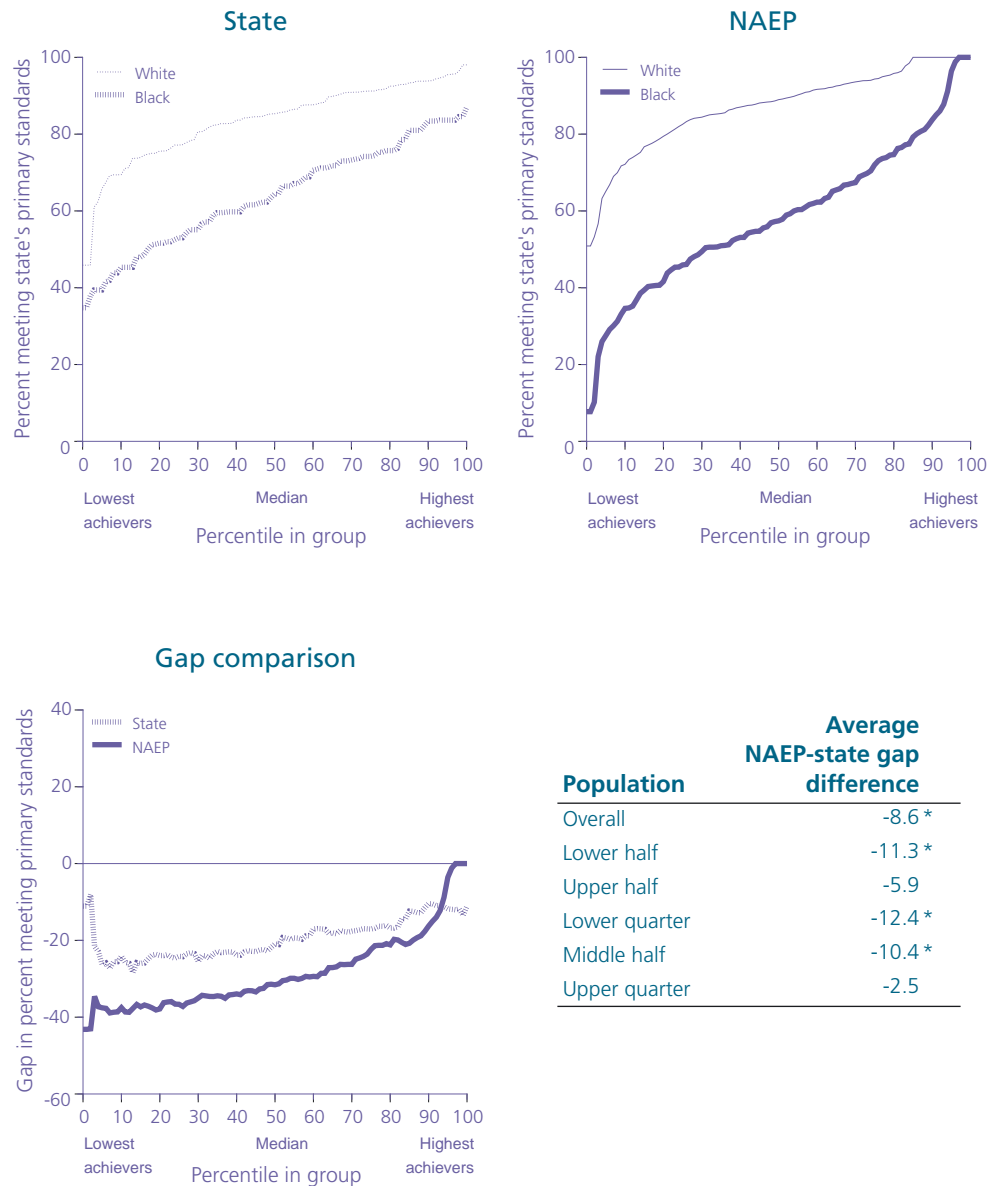 State
Percent meeting state's primary standards
100
80
60
40
20
0
White
Black
0 10 20 30 40 50 60 70 80 90 100
Lowest achievers
Median
Highest achievers
Percentile in group
NAEP
Percent meeting state's primary standards
100
80
60
40
20
0
White
Black
0 10 20 30 40 50 60 70 80 90 100
Lowest achievers
Median
Highest achievers
Percentile in group
Gap comparison
Gap in percent meeting primary standards
40
20
0
-20
-40
-60
State
NAEP
0 10 20 30 40 50 60 70 80 90 100
Lowest achievers
Median
Highest achievers
Percentile in group
Average
NAEP-state gap
Population difference
Overall -8.6 *
Lower half -11.3 *
Upper half -5.9
Lower quarter -12.4 *
Middle half -10.4 *
Upper quarter -2.5